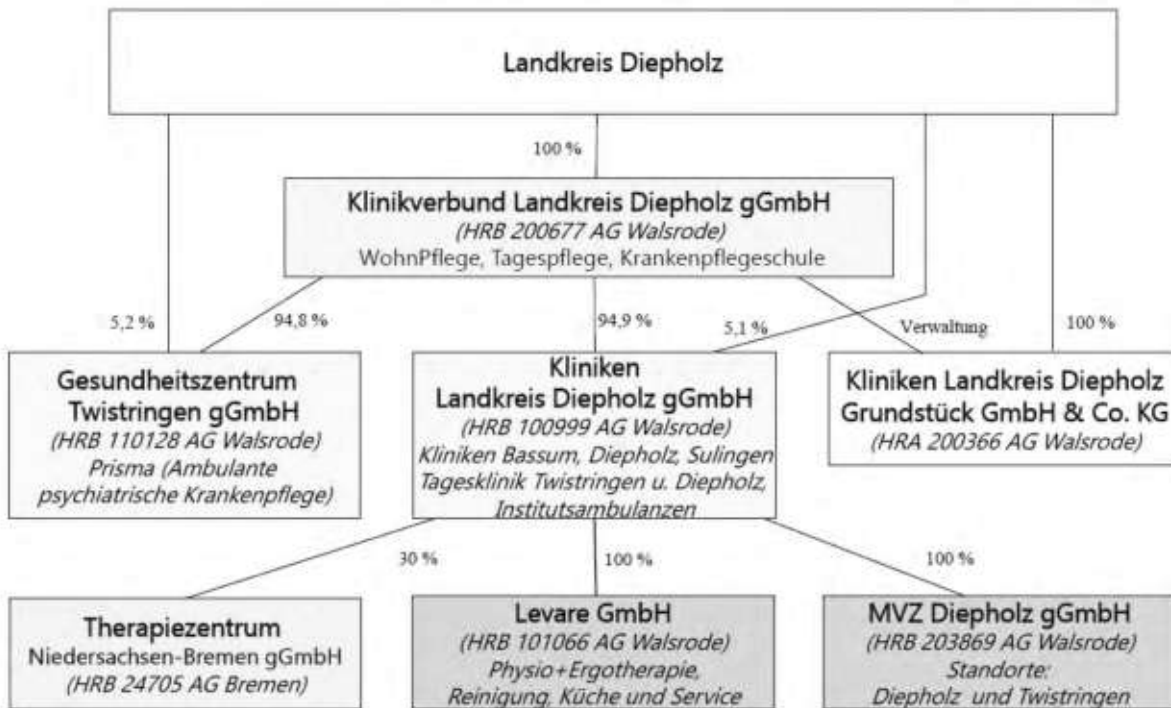 Landkreis Diepholz
100 %
Klinikverbund Landkreis Diepholz gGmbH
(HRB 200677 AG Walsrode)
WohnPflege, Tagespflege, Krankenpflegeschule
5,2 %
94,8 %
94,9 %
5,1 %
Verwaltung
100 %
Gesundheitszentrum
Twistringen gGmbH
(HRB 110128 AG Walsrode)
Prisma (Ambulante
psychiatrische Krankenpflege)
Kliniken
Landkreis Diepholz gGmbH
(HRB 100999 AG Walsrode)
Kliniken Bassum, Diepholz, Sulingen
Tagesklinik Twistringen u. Diepholz,
Institutsambulanzen
Kliniken Landkreis Diepholz
Grundstück GmbH & Co. KG
(HRA 200366 AG Walsrode)
30 %
100 %
100 %
Therapiezentrum
Niedersachsen-Bremen gGmbH
(HRB 24705 AG Bremen)
Levare GmbH
(HRB 101066 AG Walsrode)
Physio+Ergotherapie,
Reinigung, Küche und Service
MVZ Diepholz gGmbH
(HRB 203869 AG Walsrode)
Standorte:
Diepholz und Twistringen